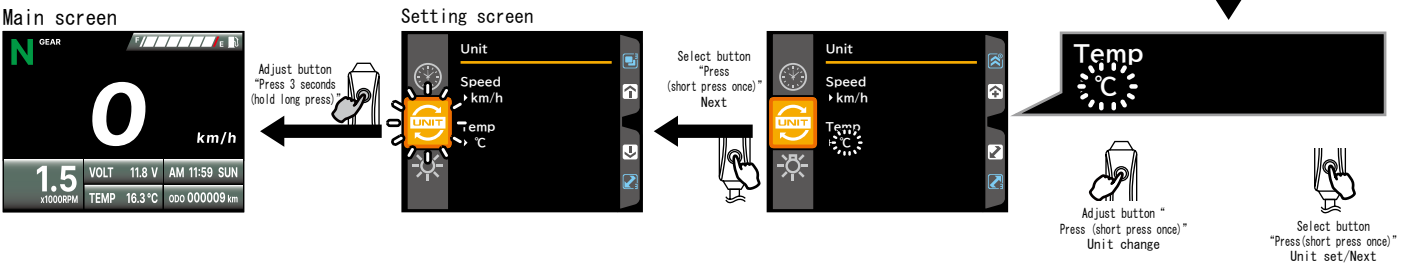 Main screen
N GEAR
F E
0
km/h
1.5
x1000RPM
VOLT 11.8 V
AM 11:59 SUN
TEMP 16.3 °C
ODO 000009 km
Adjust button
“Press 3 seconds
(hold long press)”
Setting screen
Unit
Speed
km/h
UNIT
Temp
℃
Select button
“Press
(short press once)”
Next
Unit
Speed
km/h
UNIT
Temp
℃
Temp
℃
Adjust button “
Press (short press once)”
Unit change
Select button
“Press(short press once)”
Unit set/Next